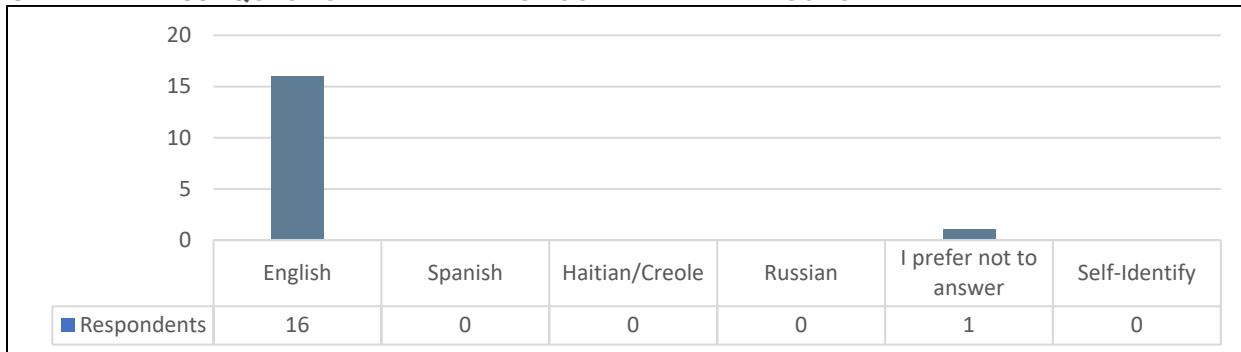 20
15
10
5
0
English Spanish Haitian/Creole Russian I prefer not to answer Self-Identify
Respondents 16 0 0 0 1 0